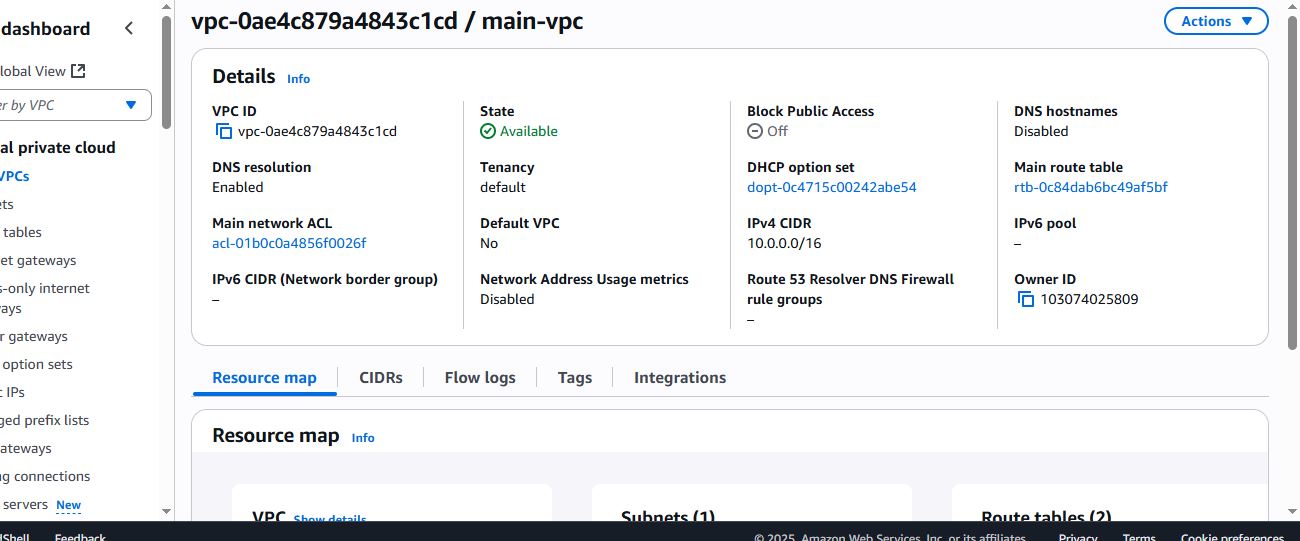 vpc-0ae4c879a4843c1cd / main-vpc
Actions
dashboard
lobal View
er by VPC
al private cloud
VPCs
ets
tables
et gateways
s-only internet
ays
r gateways
option sets
c IPs
ged prefix lists
ateways
ng connections
servers New
Details Info
VPC ID
vpc-0ae4c879a4843c1cd
State
Available
Block Public Access
Off
DNS hostnames
Disabled
DNS resolution
Enabled
Tenancy
default
DHCP option set
dopt-0c4715c00242abe54
Main route table
rtb-0c84dab6bc49af5bf
Main network ACL
acl-01b0c0a4856f0026f
Default VPC
No
IPv4 CIDR
10.0.0.0/16
IPv6 pool
–
IPv6 CIDR (Network border group)
–
Network Address Usage metrics
Disabled
Route 53 Resolver DNS Firewall
rule groups
–
Owner ID
103074025809
Resource map CIDRs Flow logs Tags Integrations
Resource map Info
VPC Show details
Subnets (1)
Route tables (2)
dShell Feedback © 2025, Amazon Web Services, Inc. or its affiliates. Privacy Terms Cookie preferences